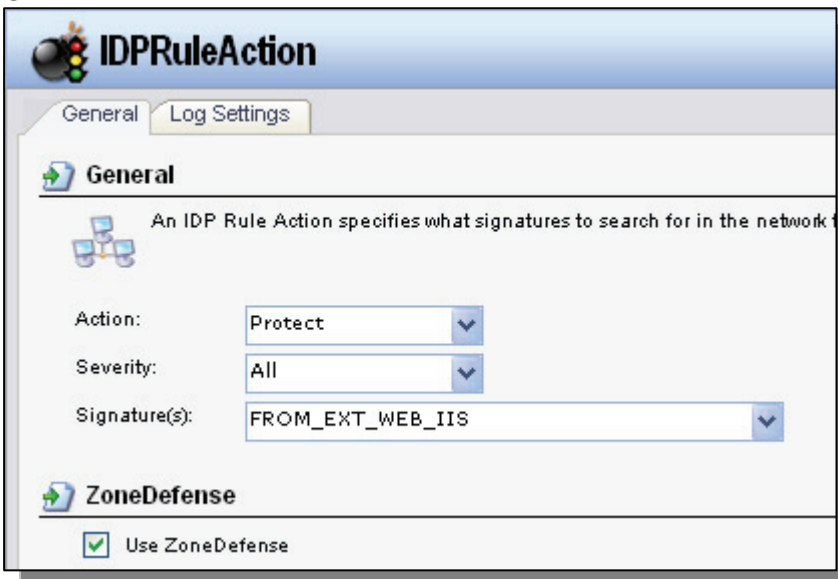 IDPRuleAction
General Log Settings
General
An IDP Rule Action specifies what signatures to search for in the network
Action: Protect
Severity: All
Signature(s): FROM_EXT_WEB_IIS
ZoneDefense
Use ZoneDefense